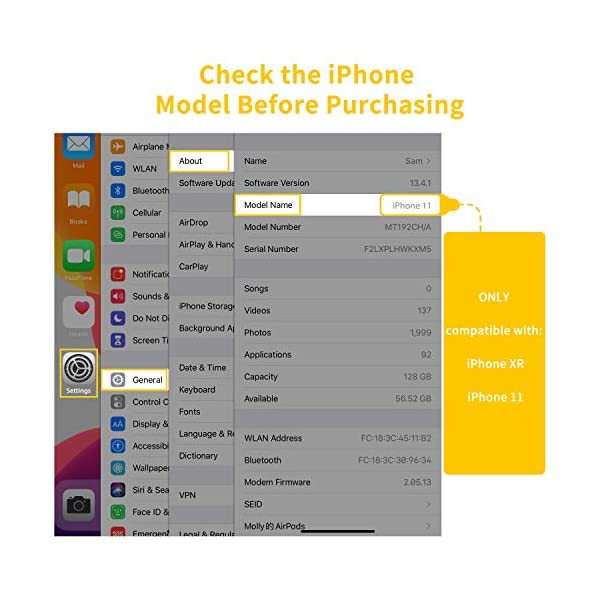 Check the iPhone
Model Before Purchasing
Mail
Books
Health
Settings
Airplane M
WLAN
Bluetooth
Cellular
Personal
Notificatio
Sounds &
Do Not Di
Screen Ti
General
Control C
Display &
Accessibi
Wallpaper
Siri & Sea
Face ID &
Emergen
About
Software Upda
AirDrop
AirPlay & Hand
CarPlay
iPhone Storag
Background Ap
Date & Time
Keyboard
Fonts
Language & Re
Dictionary
VPN
Legal & Regula
Name Sam
Software Version 13.4.1
Model Name iPhone 11
Model Number MT192CH/A
Serial Number F2LXPLHWKXM5
Songs 0
Videos 137
Photos 1,999
Applications 92
Capacity 128 GB
Available 56.52 GB
WLAN Address FC:18:3C:45:11:B2
Bluetooth FC:18:3C:30:96:34
Modem Firmware 2.05.13
SEID
Molly的 AirPods
ONLY
compatible with:
iPhone XR
iPhone 11